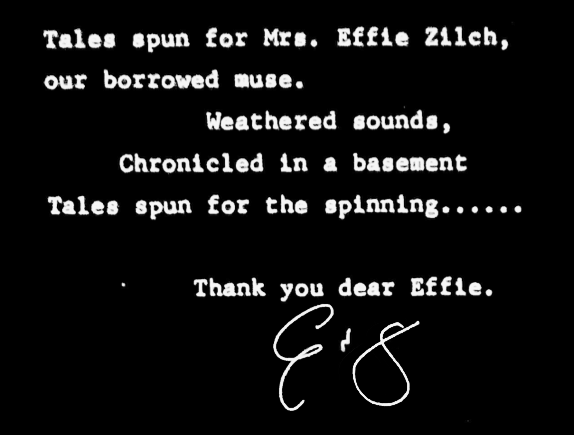 Tales spun for Mrs. Effie Zilch,
our borrowed muse.
Weathered sounds,
Chronicled in a basement
Tales spun for the spinning......
Thank you dear Effie.
E & J